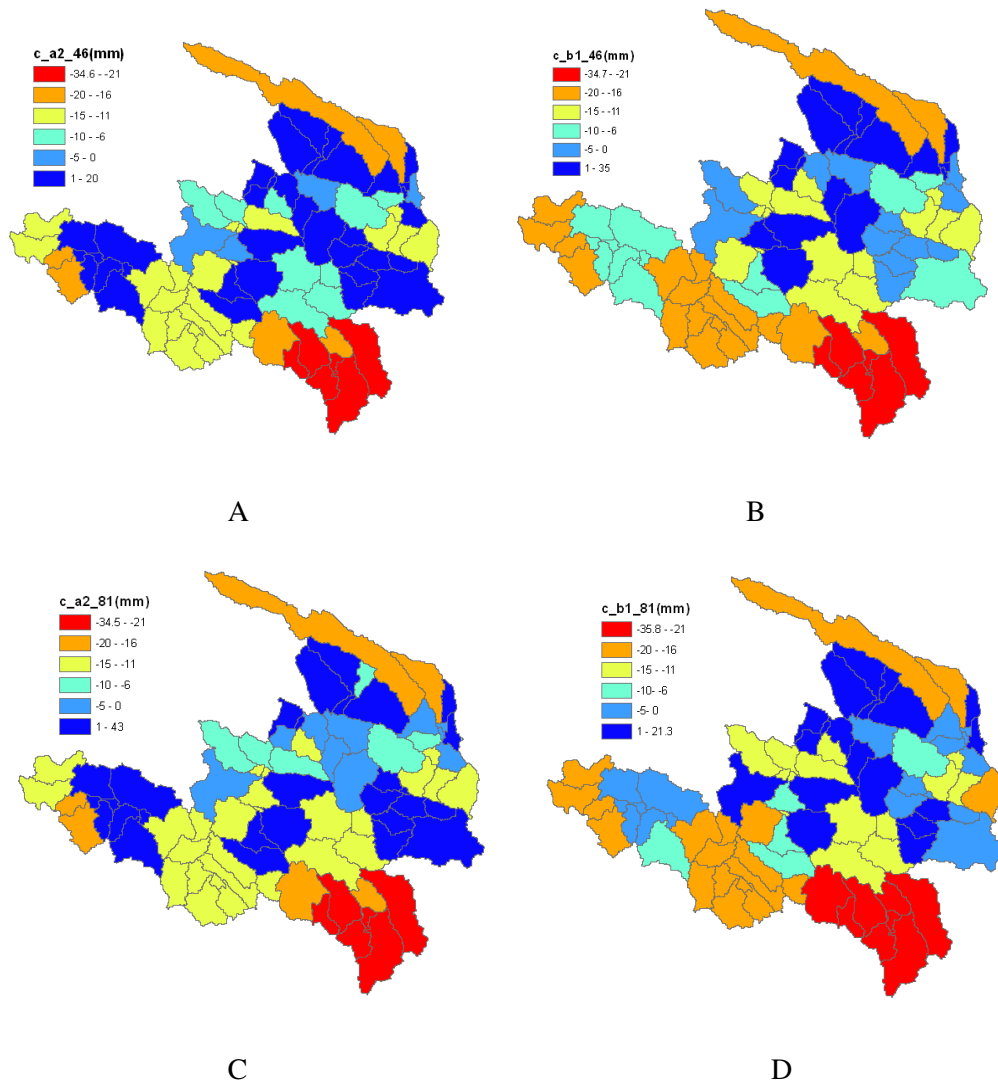 c_a2_46(mm)
-34.6 - -21
-20 - -16
-15 - -11
-10 - -6
-5 - 0
1 - 20
c_b1_46(mm)
-34.7 - -21
-20 - -16
-15 - -11
-10 - -6
-5 - 0
1 - 35
A
B
c_a2_81(mm)
-34.5 - -21
-20 - -16
-15 - -11
-10 - -6
-5 - 0
1 - 43
c_b1_81(mm)
-35.8 - -21
-20 - -16
-15 - -11
-10- -6
-5- 0
1 - 21.3
C
D